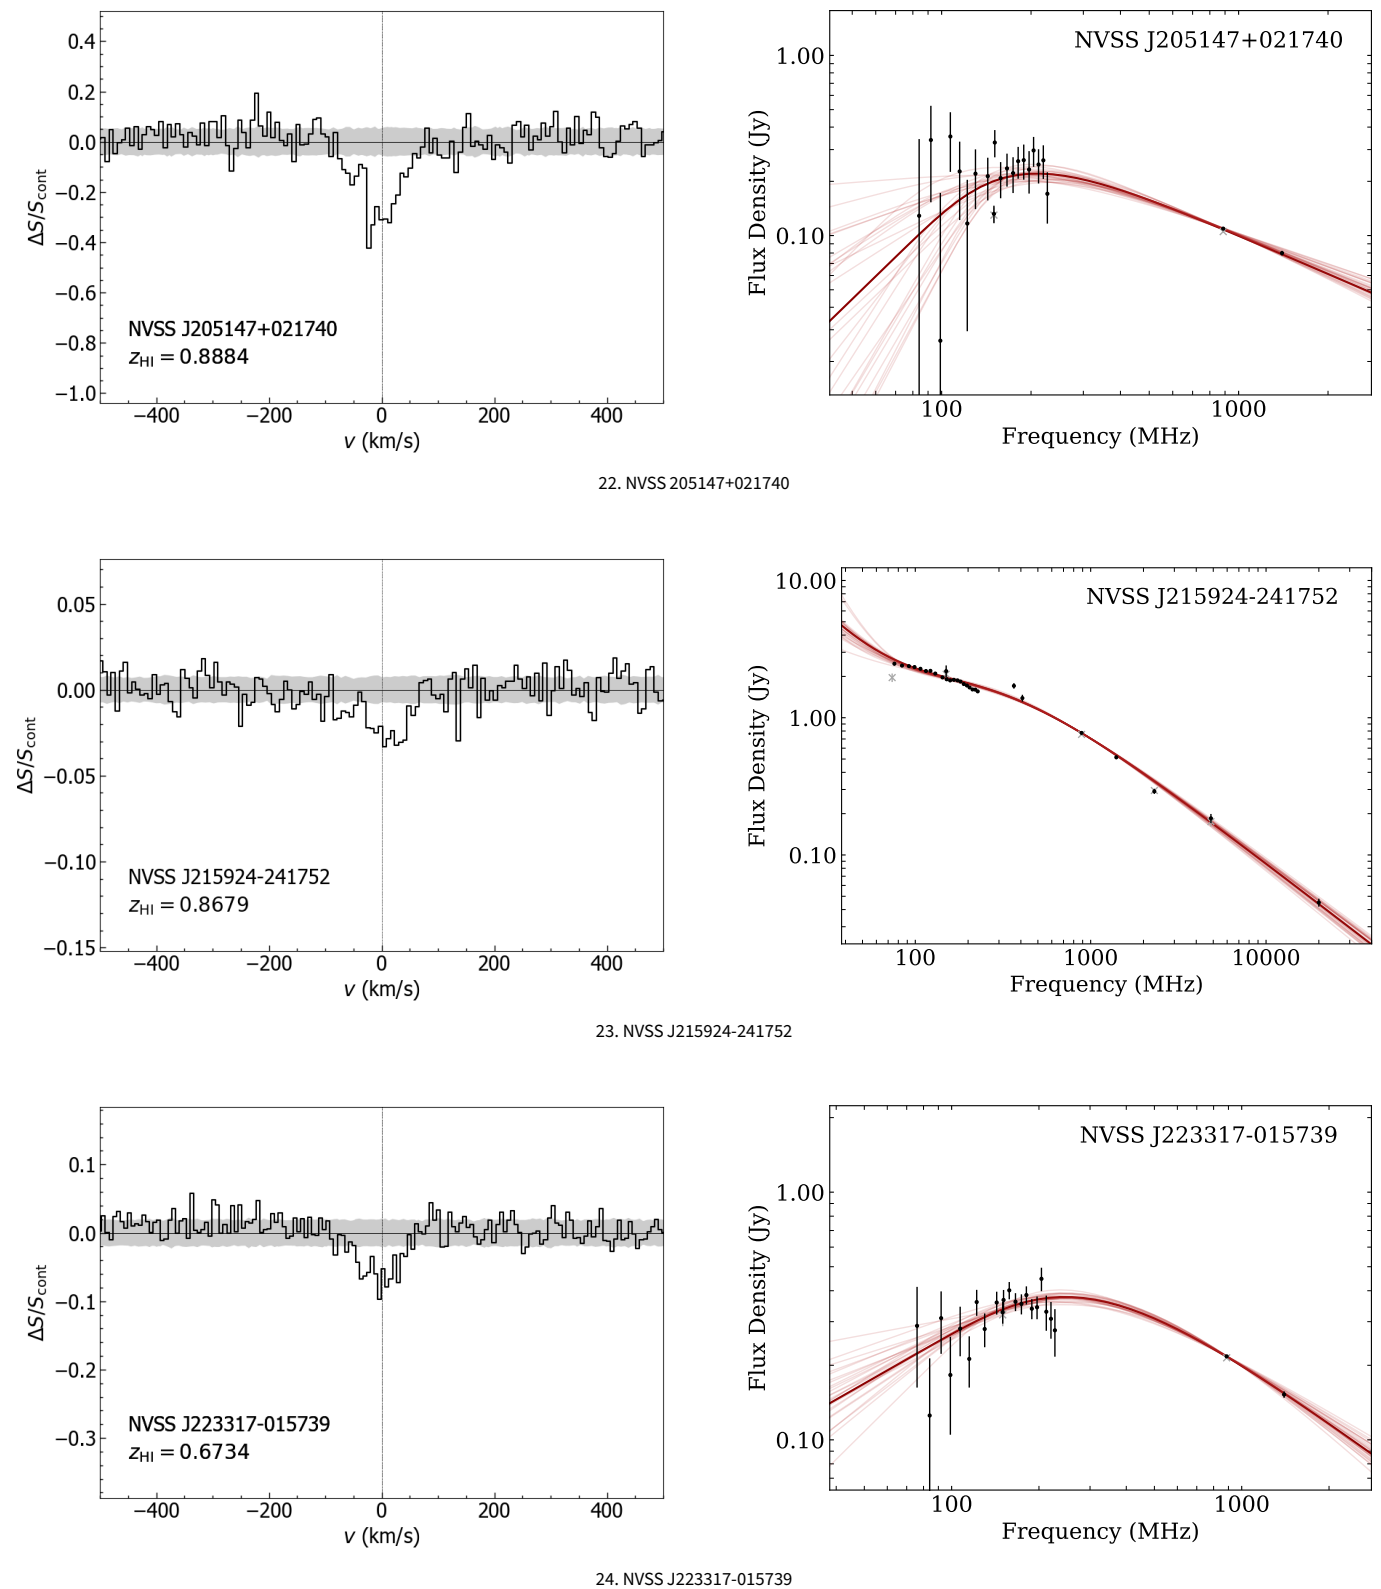 0.4
0.2
0.0
−0.2
−0.4
−0.6
−0.8
−1.0
ΔS/S_cont
NVSS J205147+021740
z_HI = 0.8884
−400 −200 0 200 400
v (km/s)
NVSS J205147+021740
1.00
0.10
Flux Density (Jy)
100 1000
Frequency (MHz)
22. NVSS 205147+021740
0.05
0.00
−0.05
−0.10
−0.15
ΔS/S_cont
NVSS J215924-241752
z_HI = 0.8679
−400 −200 0 200 400
v (km/s)
NVSS J215924-241752
10.00
1.00
0.10
Flux Density (Jy)
100 1000 10000
Frequency (MHz)
23. NVSS J215924-241752
0.1
0.0
−0.1
−0.2
−0.3
ΔS/S_cont
NVSS J223317-015739
z_HI = 0.6734
−400 −200 0 200 400
v (km/s)
NVSS J223317-015739
1.00
0.10
Flux Density (Jy)
100 1000
Frequency (MHz)
24. NVSS J223317-015739